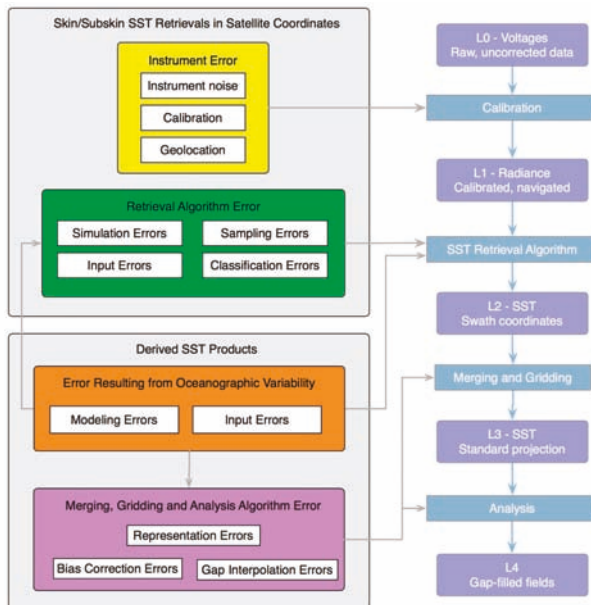 Skin/Subskin SST Retrievals in Satellite Coordinates
Instrument Error
Instrument noise
Calibration
Geolocation
Retrieval Algorithm Error
Simulation Errors
Sampling Errors
Input Errors
Classification Errors
Derived SST Products
Error Resulting from Oceanographic Variability
Modeling Errors
Input Errors
Merging, Gridding and Analysis Algorithm Error
Representation Errors
Bias Correction Errors
Gap Interpolation Errors
L0 - Voltages
Raw, uncorrected data
Calibration
L1 - Radiance
Calibrated, navigated
SST Retrieval Algorithm
L2 - SST
Swath coordinates
Merging and Gridding
L3 - SST
Standard projection
Analysis
L4
Gap-filled fields